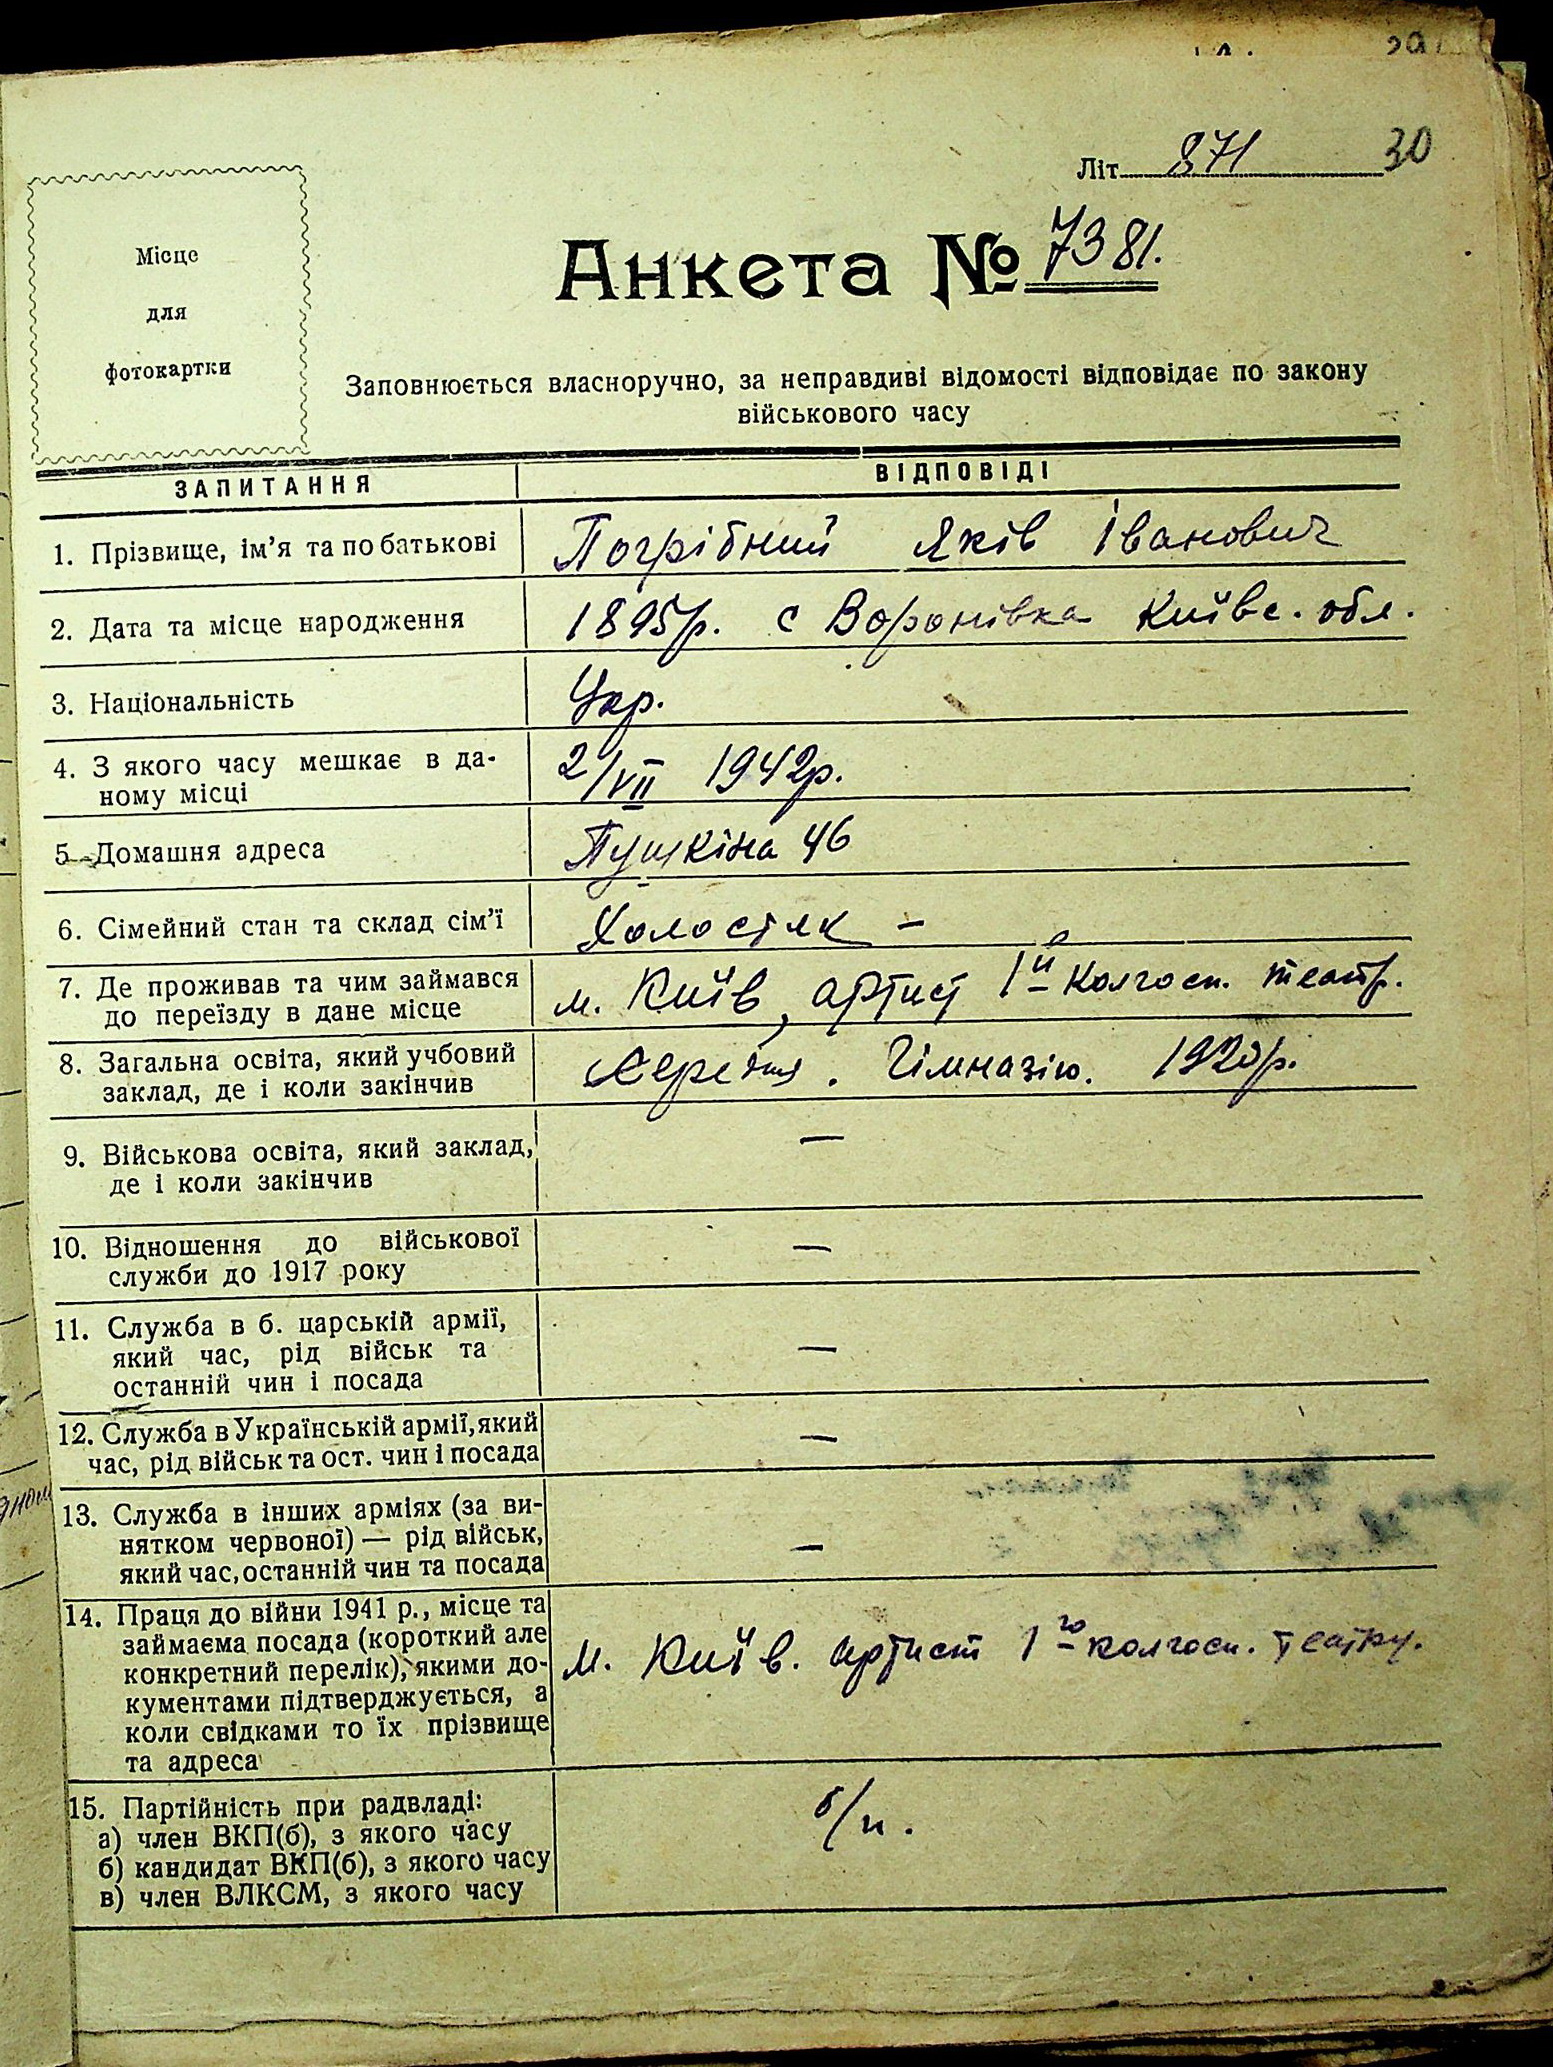 30
Літ 871
Місце
для
фотокартки
Анкета № 7381.
Заповнюється власноручно, за неправдиві відомості відповідає по закону
військового часу
ЗАПИТАННЯ ВІДПОВІДІ
1. Прізвище, ім'я та по батькові Погрібний Яків Іванович
2. Дата та місце народження 1895р. с Воронівка Київс. обл.
3. Національність Укр.
4. З якого часу мешкає в да-
ному місці 2/VII 1942р.
5. Домашня адреса Пушкіна 46
6. Сімейний стан та склад сім'ї Холостяк –
7. Де проживав та чим займався
до переїзду в дане місце м. Київ, артист 1й Колгосп. театр.
8. Загальна освіта, який учбовий
заклад, де і коли закінчив Середня. Гімназію. 1920р.
9. Військова освіта, який заклад,
де і коли закінчив —
10. Відношення до військової
служби до 1917 року —
11. Служба в б. царській армії,
який час, рід військ та
останній чин і посада —
12. Служба в Українській армії, який
час, рід військ та ост. чин і посада —
13. Служба в інших арміях (за ви-
нятком червоної) — рід військ,
який час, останній чин та посада —
14. Праця до війни 1941 р., місце та
займаєма посада (короткий але
конкретний перелік), якими до-
кументами підтверджується, а
коли свідками то їх прізвище
та адреса м. Київ. артист 1го колгосп. театру.
15. Партійність при радвладі:
а) член ВКП(б), з якого часу
б) кандидат ВКП(б), з якого часу
в) член ВЛКСМ, з якого часу б/п.